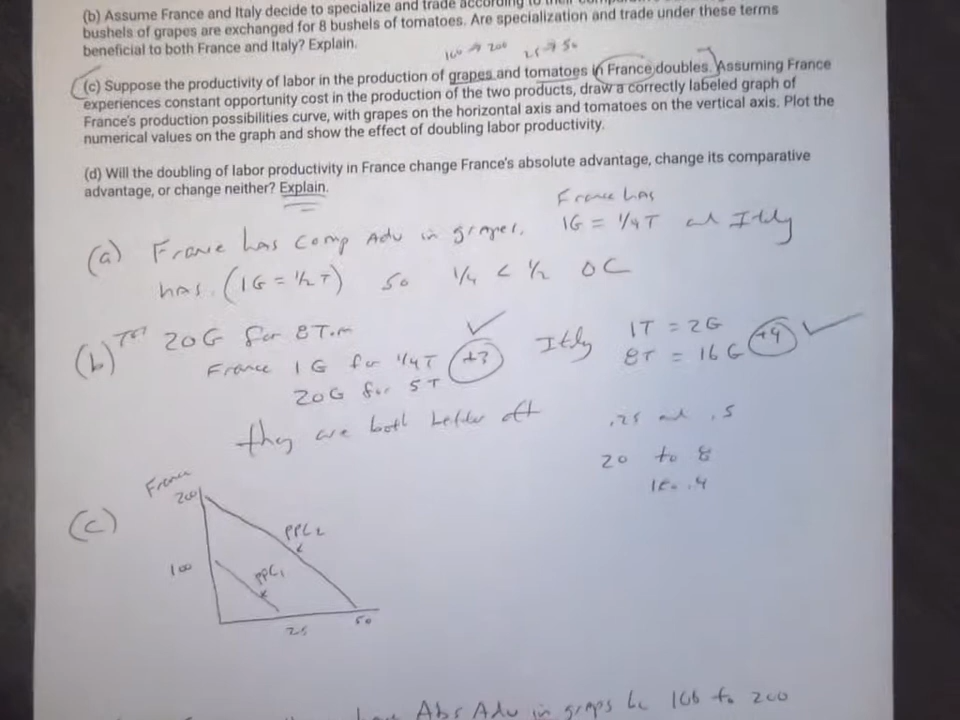 (b) Assume France and Italy decide to specialize and trade according to their
bushels of grapes are exchanged for 8 bushels of tomatoes. Are specialization and trade under these terms
beneficial to both France and Italy? Explain.
100 → 200 25 → 50
(c) Suppose the productivity of labor in the production of grapes and tomatoes in France doubles. Assuming France
experiences constant opportunity cost in the production of the two products, draw a correctly labeled graph of
France's production possibilities curve, with grapes on the horizontal axis and tomatoes on the vertical axis. Plot the
numerical values on the graph and show the effect of doubling labor productivity.
(d) Will the doubling of labor productivity in France change France's absolute advantage, change its comparative
advantage, or change neither? Explain.
France has
(a) France has comp Adv in grapes. 1G = 1/4T and Italy
has (1G = 1/2 T) so 1/4 < 1/2 OC
(b) 20G for 8 Tom
France 1G for 1/4T +3 Italy 1T = 2G
20G for 5T 8T = 16G +4
they are both better off .25 and .5
20 to 8
.4
(c) France
200
PPC2
100 PPC1
25 50
Abs Adv in grapes bc 100 to 200